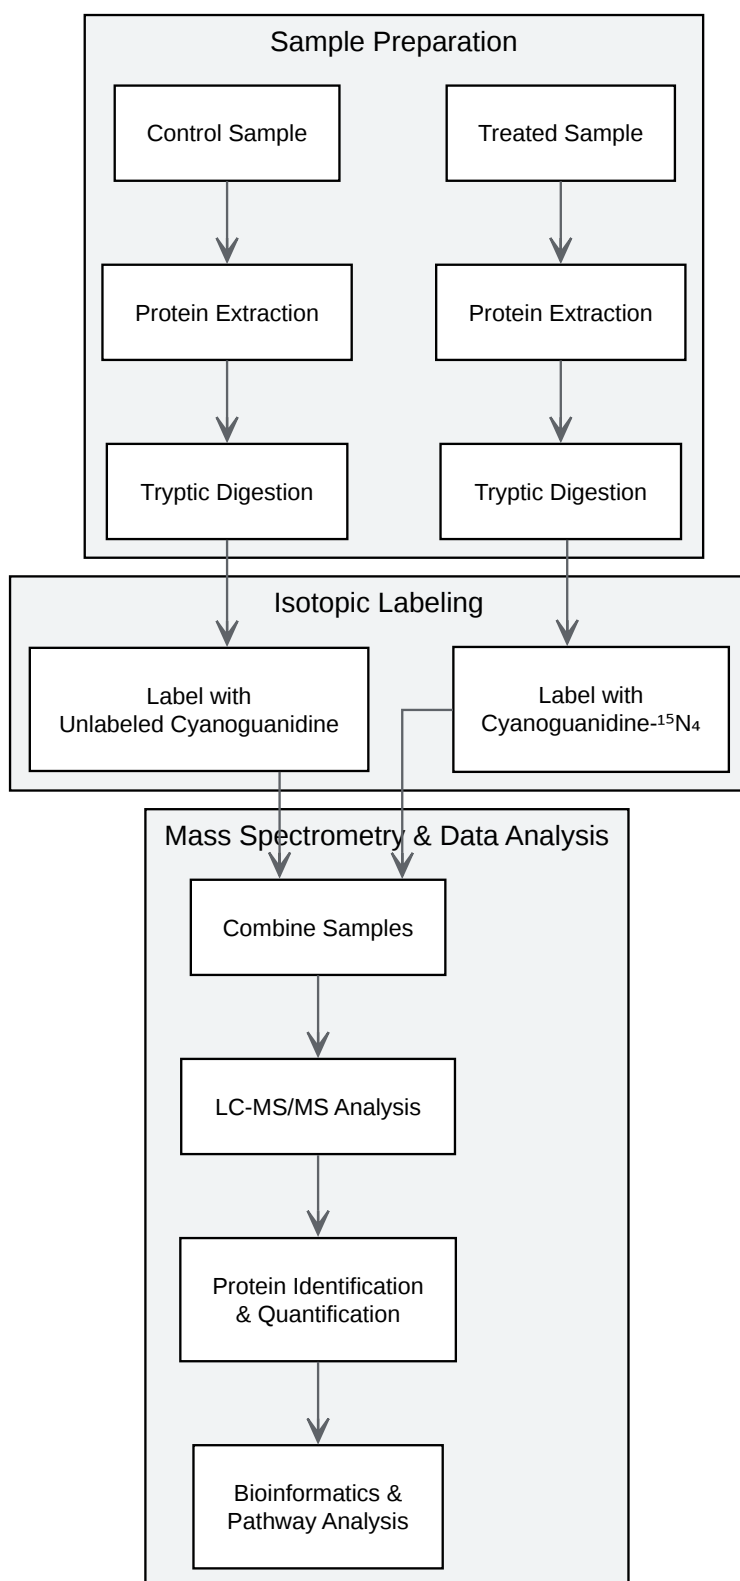 Sample Preparation
Control Sample
Treated Sample
Protein Extraction
Protein Extraction
Tryptic Digestion
Tryptic Digestion
Isotopic Labeling
Label with
Unlabeled Cyanoguanidine
Label with
Cyanoguanidine-¹⁵N₄
Mass Spectrometry & Data Analysis
Combine Samples
LC-MS/MS Analysis
Protein Identification
& Quantification
Bioinformatics &
Pathway Analysis